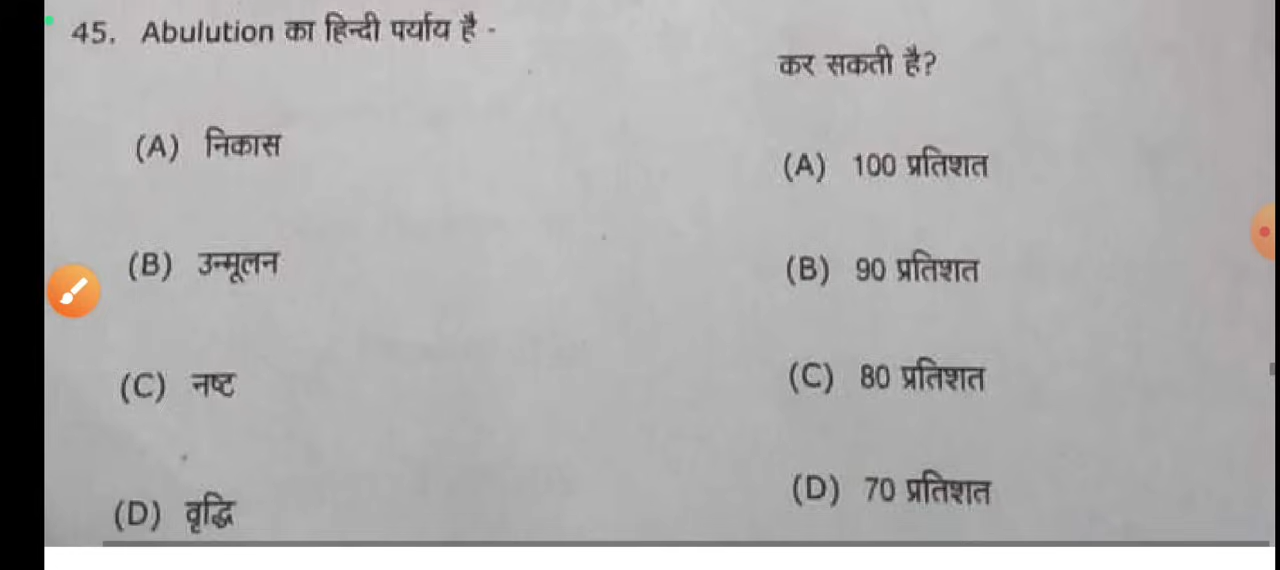 45. Abulution का हिन्दी पर्याय है -
(A) निकास
(B) उन्मूलन
(C) नष्ट
(D) वृद्धि
कर सकती है?
(A) 100 प्रतिशत
(B) 90 प्रतिशत
(C) 80 प्रतिशत
(D) 70 प्रतिशत